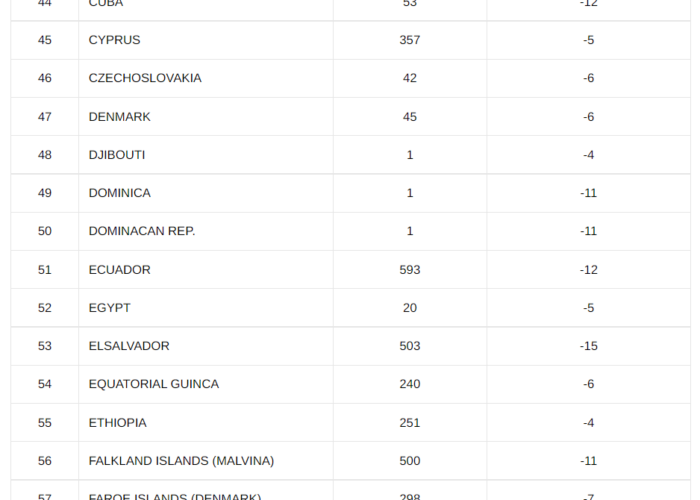 44 CUBA 53 -12
45 CYPRUS 357 -5
46 CZECHOSLOVAKIA 42 -6
47 DENMARK 45 -6
48 DJIBOUTI 1 -4
49 DOMINICA 1 -11
50 DOMINACAN REP. 1 -11
51 ECUADOR 593 -12
52 EGYPT 20 -5
53 ELSALVADOR 503 -15
54 EQUATORIAL GUINCA 240 -6
55 ETHIOPIA 251 -4
56 FALKLAND ISLANDS (MALVINA) 500 -11
57 FAROE ISLANDS (DENMARK) 298 -7